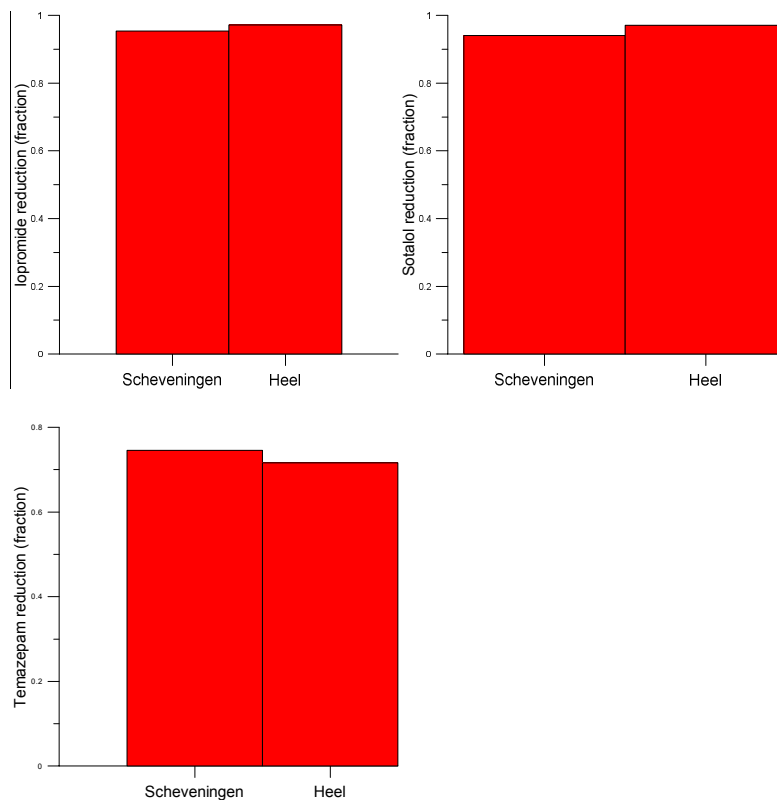 Iopromide reduction (fraction)
1
0.8
0.6
0.4
0.2
0
Scheveningen Heel
Sotalol reduction (fraction)
1
0.8
0.6
0.4
0.2
0
Scheveningen Heel
Temazepam reduction (fraction)
0.8
0.6
0.4
0.2
0
Scheveningen Heel